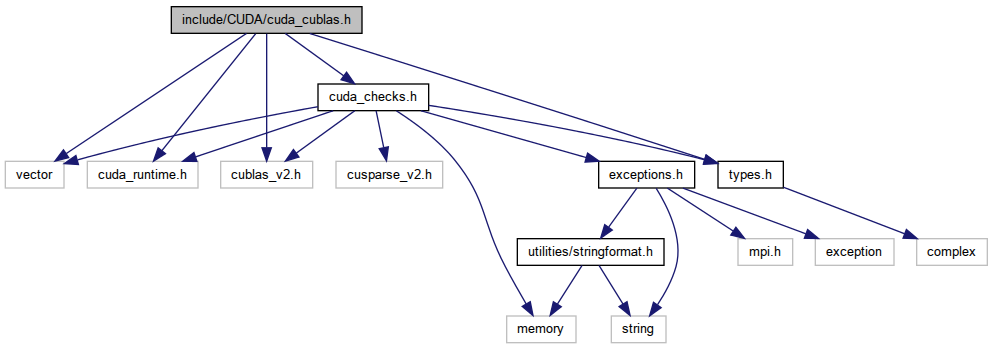 include/CUDA/cuda_cublas.h
cuda_checks.h
vector
cuda_runtime.h
cublas_v2.h
cusparse_v2.h
exceptions.h
types.h
utilities/stringformat.h
mpi.h
exception
complex
memory
string